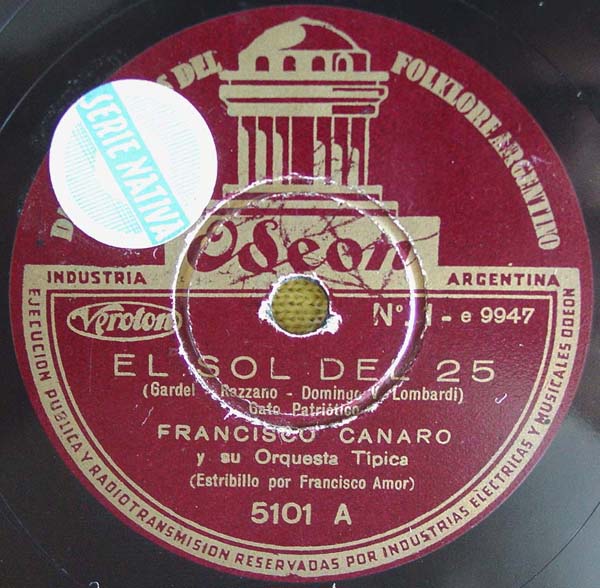 DEL FOLKLORE ARGENTINO
SERIE NATIVA
Odeon
INDUSTRIA ARGENTINA
Veroton
Nº - e 9947
EL SOL DEL 25
(Gardel - Razzano - Domingo V. Lombardi)
Gato Patriótico
FRANCISCO CANARO
y su Orquesta Típica
(Estribillo por Francisco Amor)
5101 A
EJECUCION PUBLICA Y RADIOTRANSMISION RESERVADAS POR INDUSTRIAS ELECTRICAS Y MUSICALES ODEON